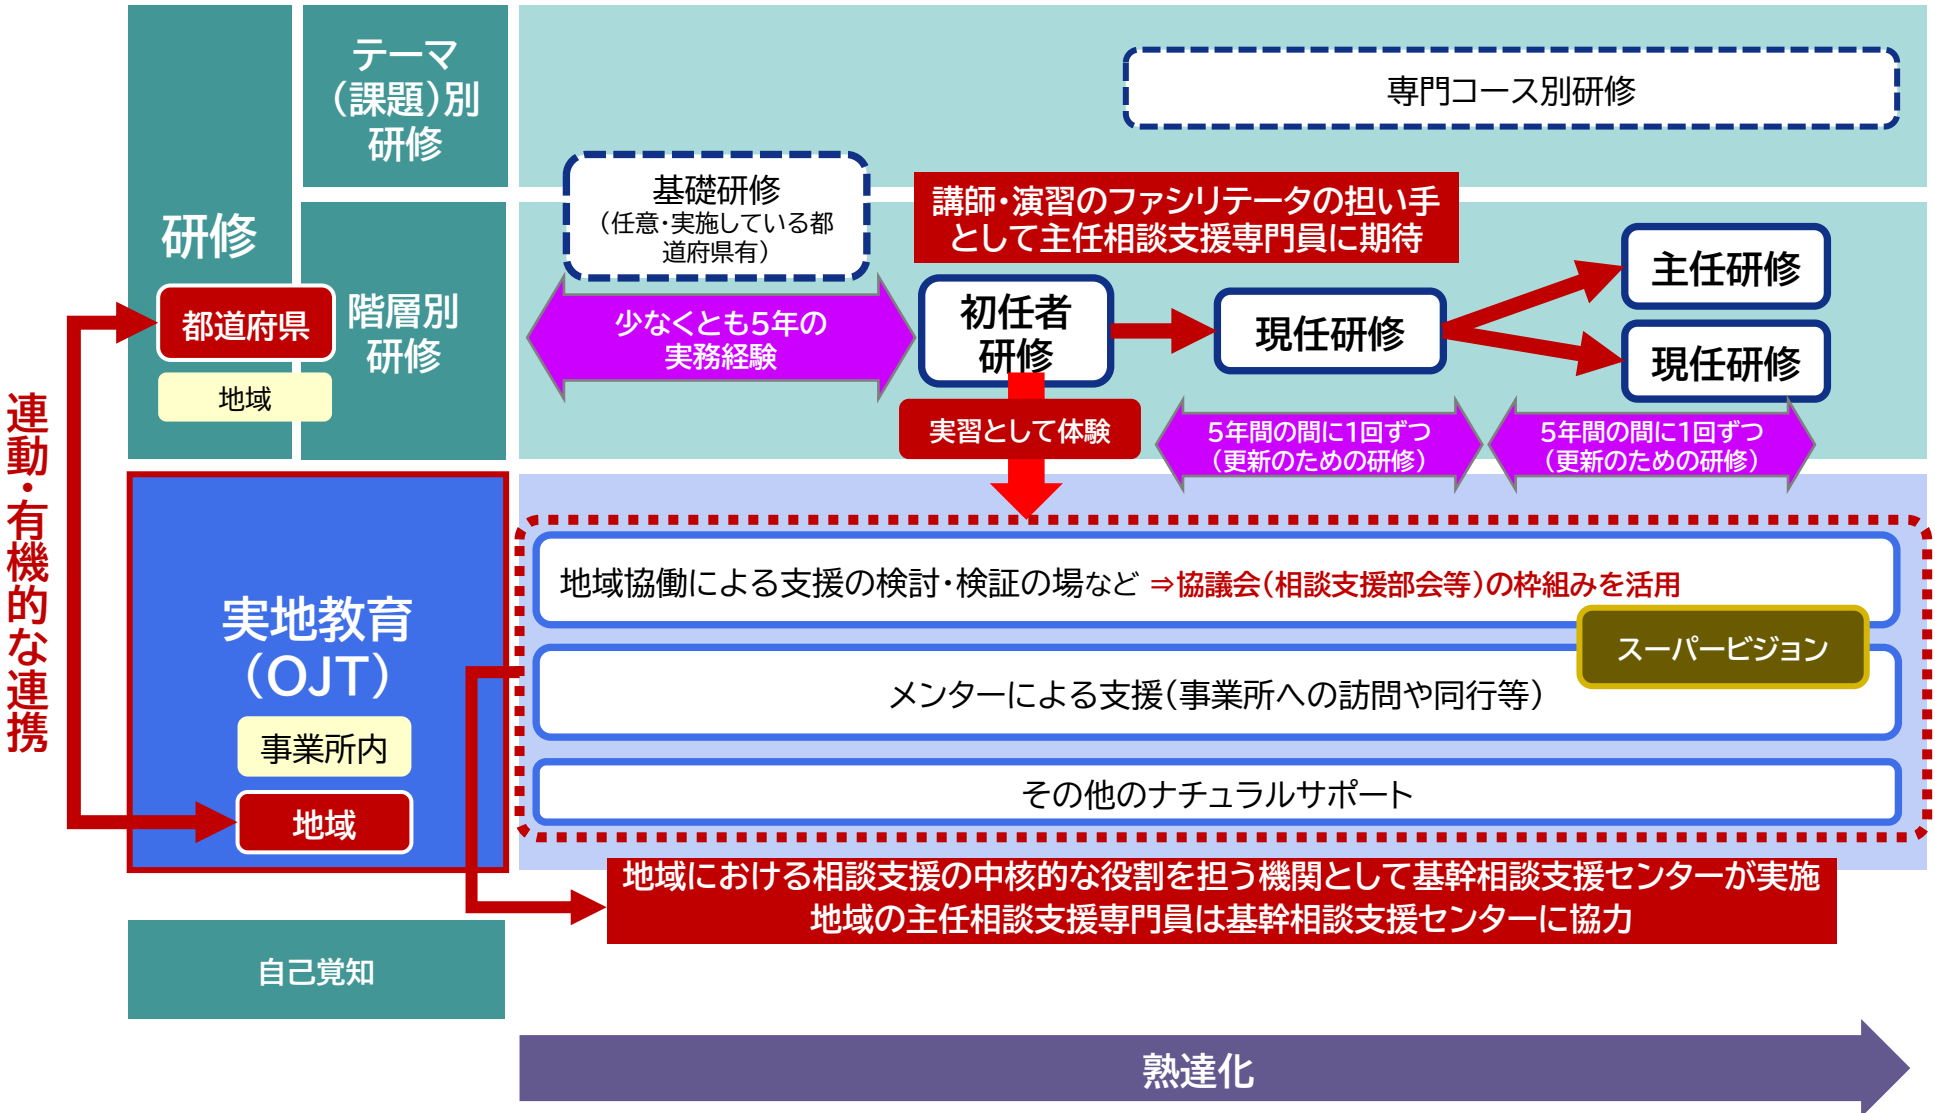 テーマ
（課題）別
研修
専門コース別研修
基礎研修
（任意・実施している都
道府県有）
講師・演習のファシリテータの担い手
として主任相談支援専門員に期待
研修
都道府県
地域
階層別
研修
少なくとも5年の
実務経験
初任者
研修
現任研修
主任研修
現任研修
実習として体験
5年間の間に1回ずつ
（更新のための研修）
5年間の間に1回ずつ
（更新のための研修）
連動・有機的な連携
実地教育
（OJT）
事業所内
地域
地域協働による支援の検討・検証の場など ⇒協議会（相談支援部会等）の枠組みを活用
スーパービジョン
メンターによる支援（事業所への訪問や同行等）
その他のナチュラルサポート
地域における相談支援の中核的な役割を担う機関として基幹相談支援センターが実施
地域の主任相談支援専門員は基幹相談支援センターに協力
自己覚知
熟達化